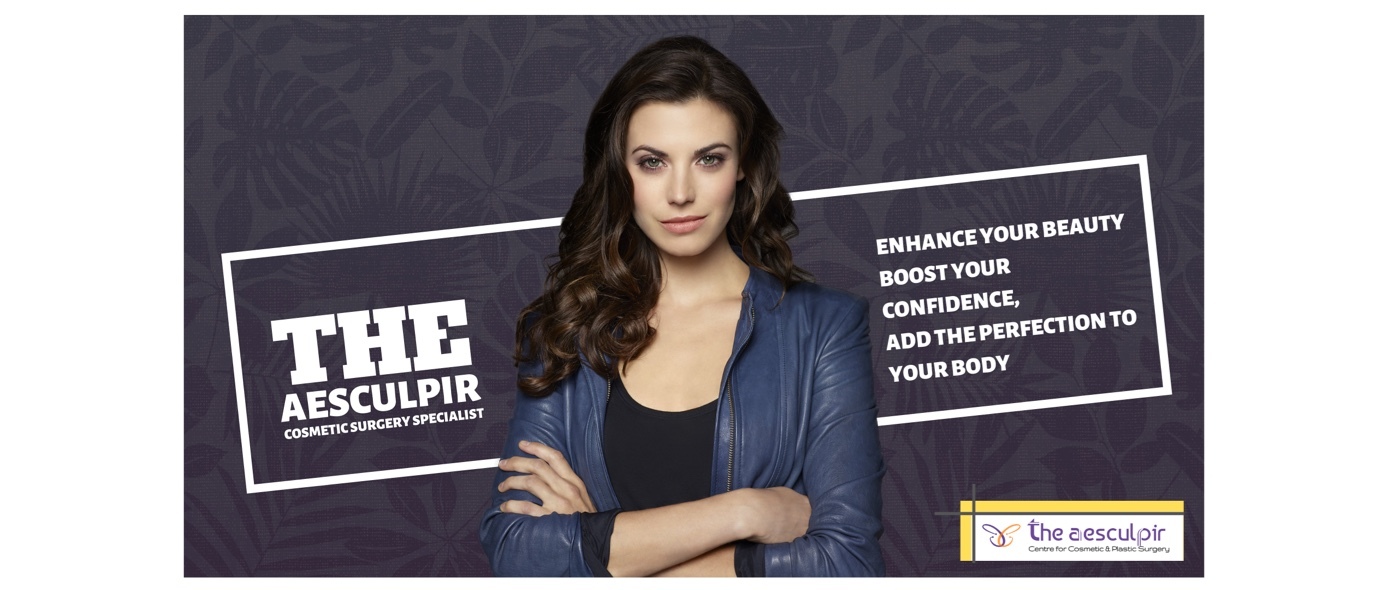 THE
AESCULPIR
COSMETIC SURGERY SPECIALIST
ENHANCE YOUR BEAUTY
BOOST YOUR
CONFIDENCE,
ADD THE PERFECTION TO
YOUR BODY
the aesculpir
Centre for Cosmetic & Plastic Surgery